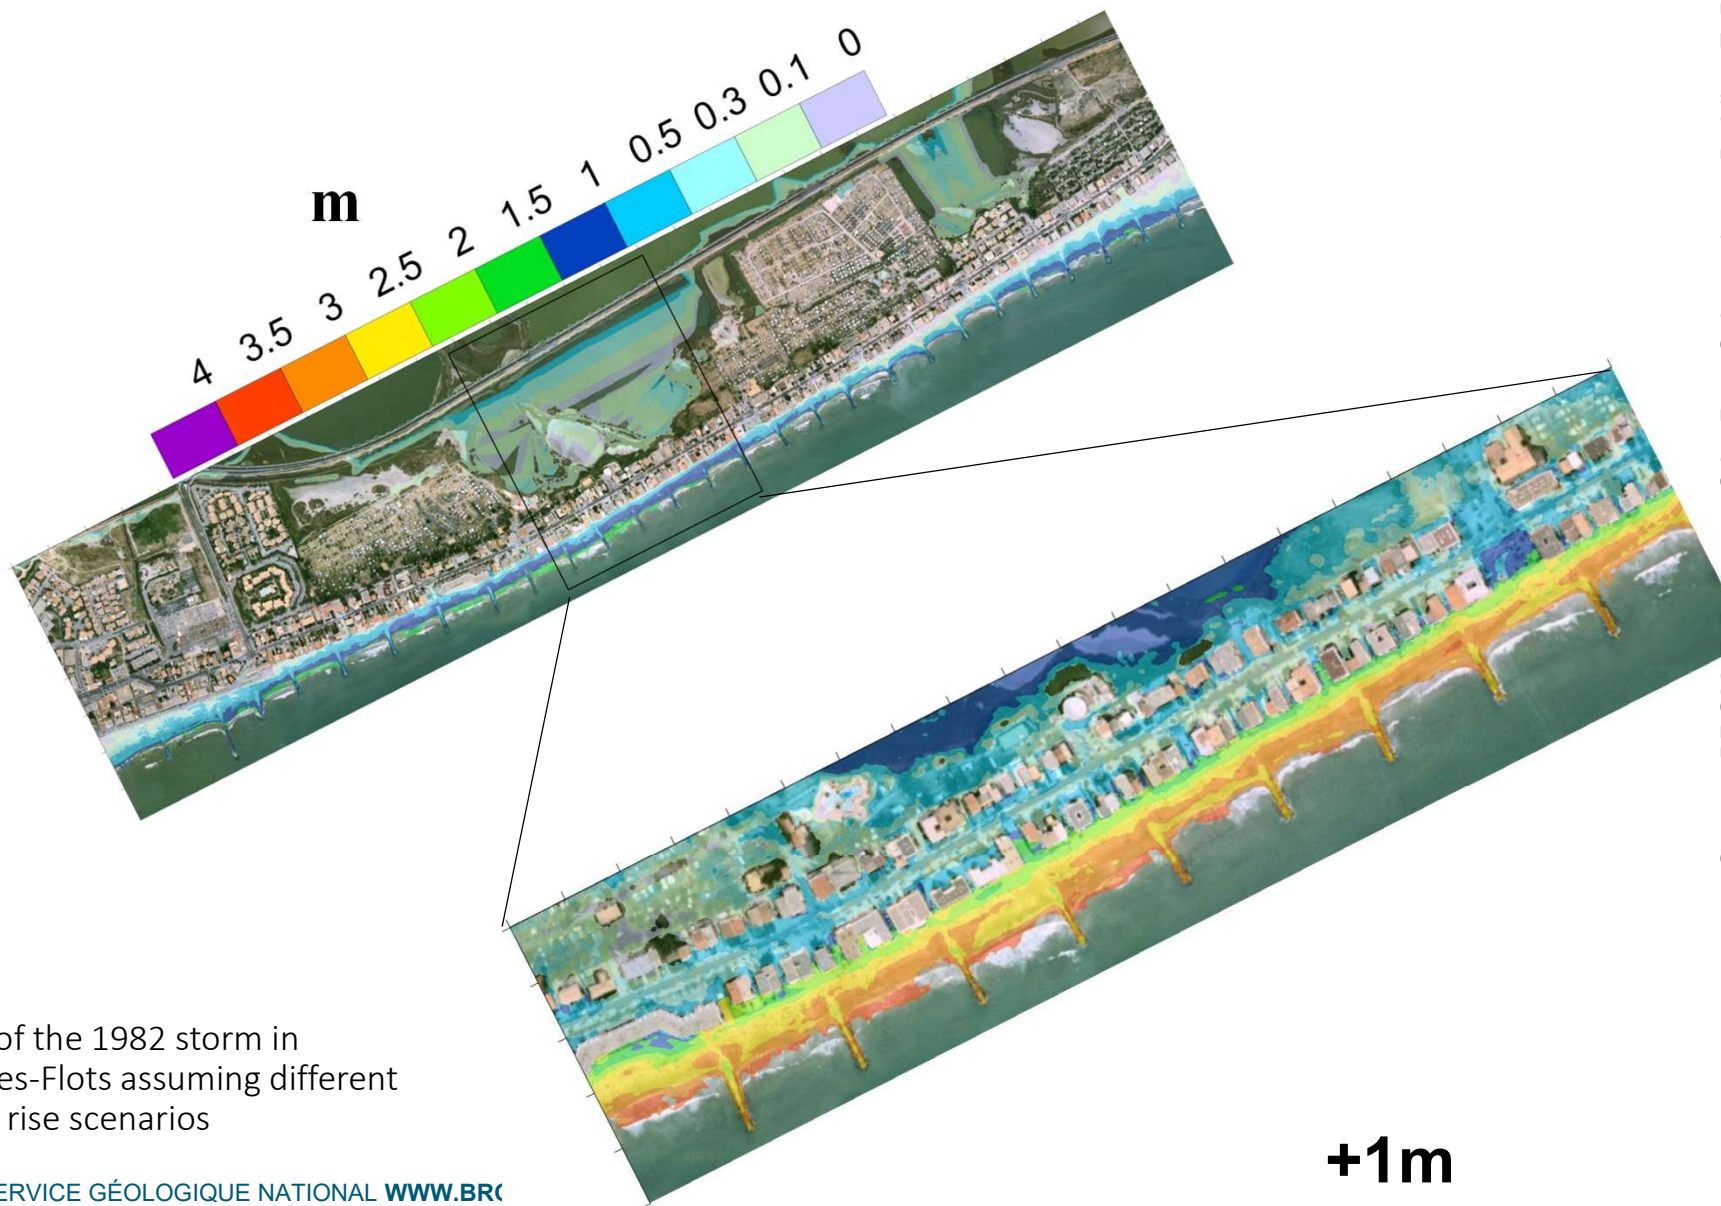 m
4 3.5 3 2.5 2 1.5 1 0.5 0.3 0.1 0
of the 1982 storm in
es-Flots assuming different
rise scenarios
+1m
ERVICE GÉOLOGIQUE NATIONAL WWW.BRG